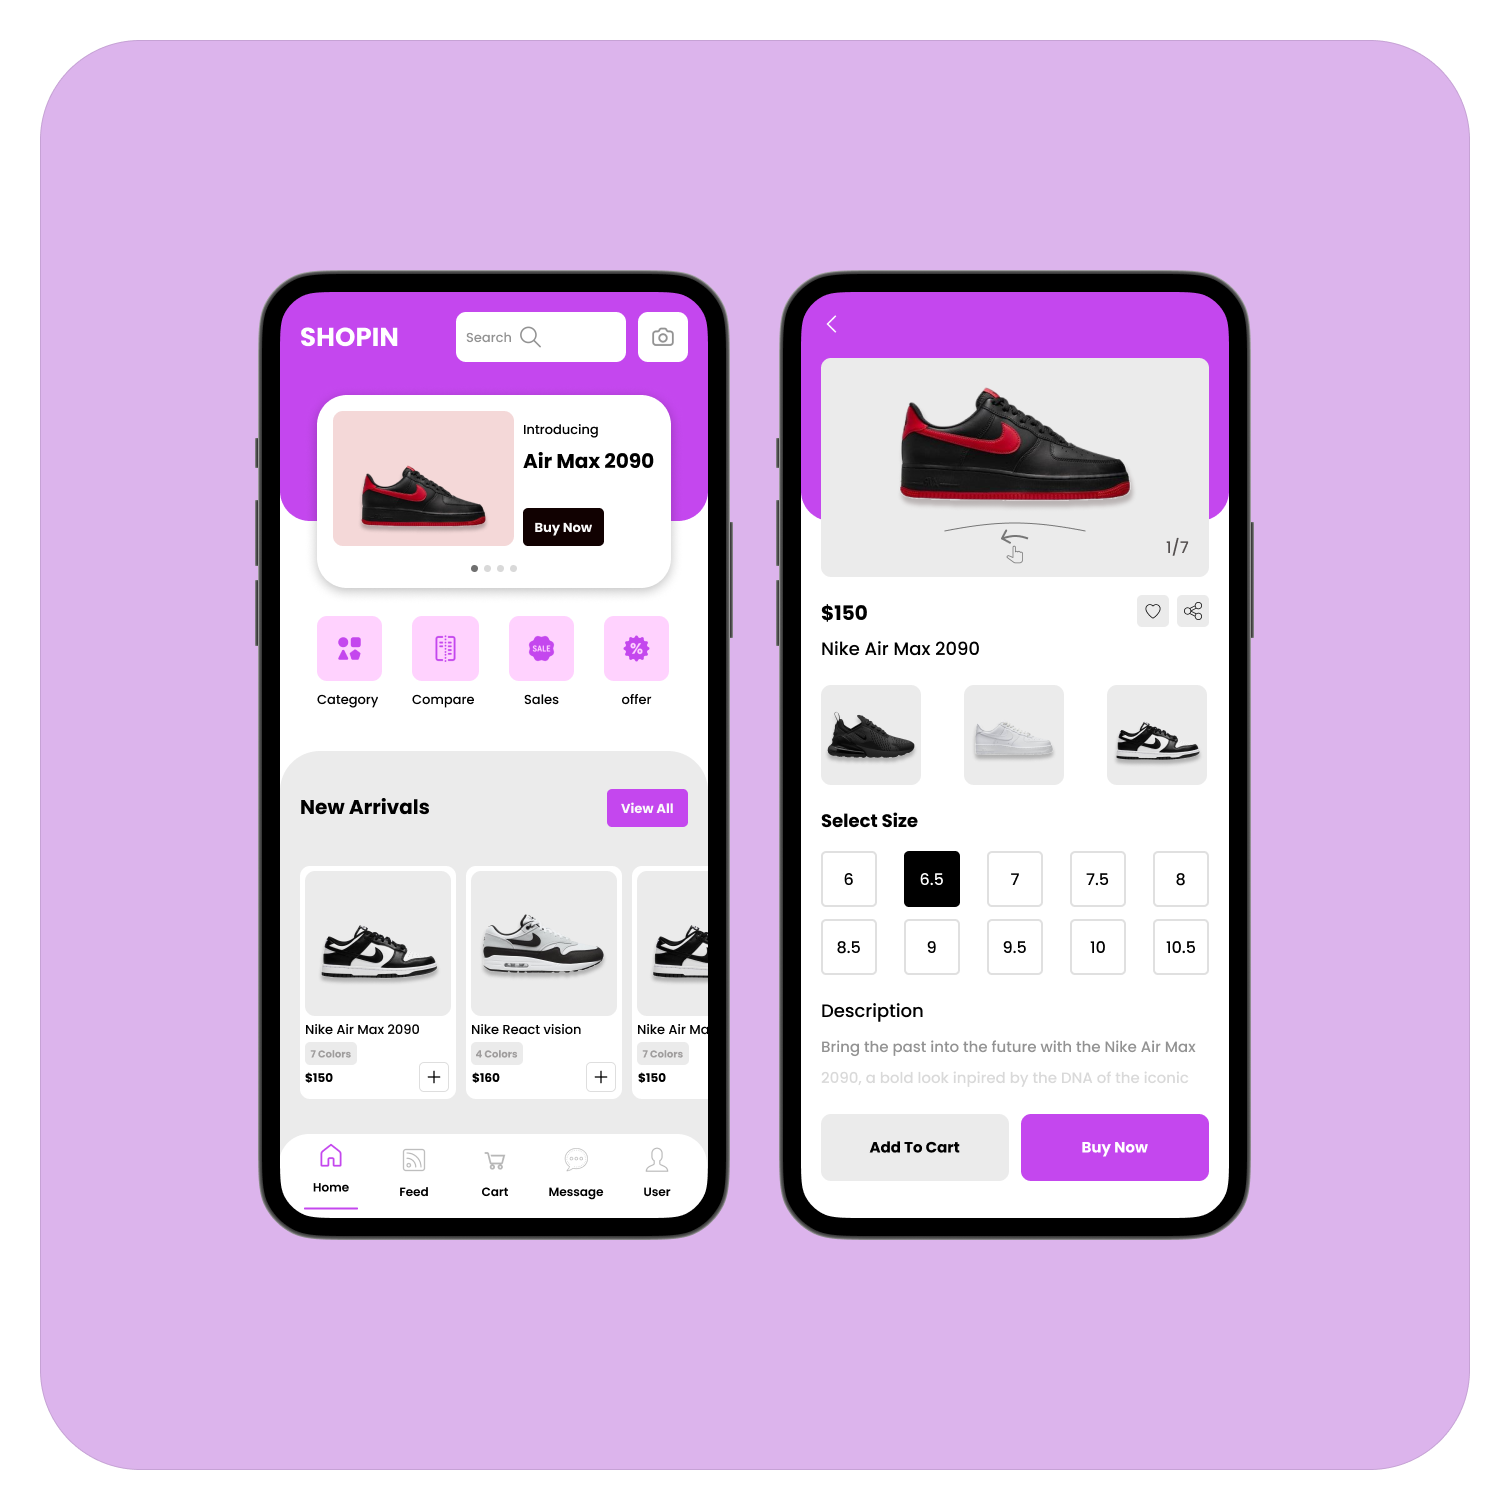 SHOPIN
Search
Introducing
Air Max 2090
Buy Now
Category Compare Sales offer
SALE
%
New Arrivals
View All
Nike Air Max 2090
7 Colors
$150
Nike React vision
4 Colors
$160
Nike Air Ma
7 Colors
$150
Home Feed Cart Message User
1/7
$150
Nike Air Max 2090
Select Size
6 6.5 7 7.5 8
8.5 9 9.5 10 10.5
Description
Bring the past into the future with the Nike Air Max
2090, a bold look inpired by the DNA of the iconic
Add To Cart
Buy Now